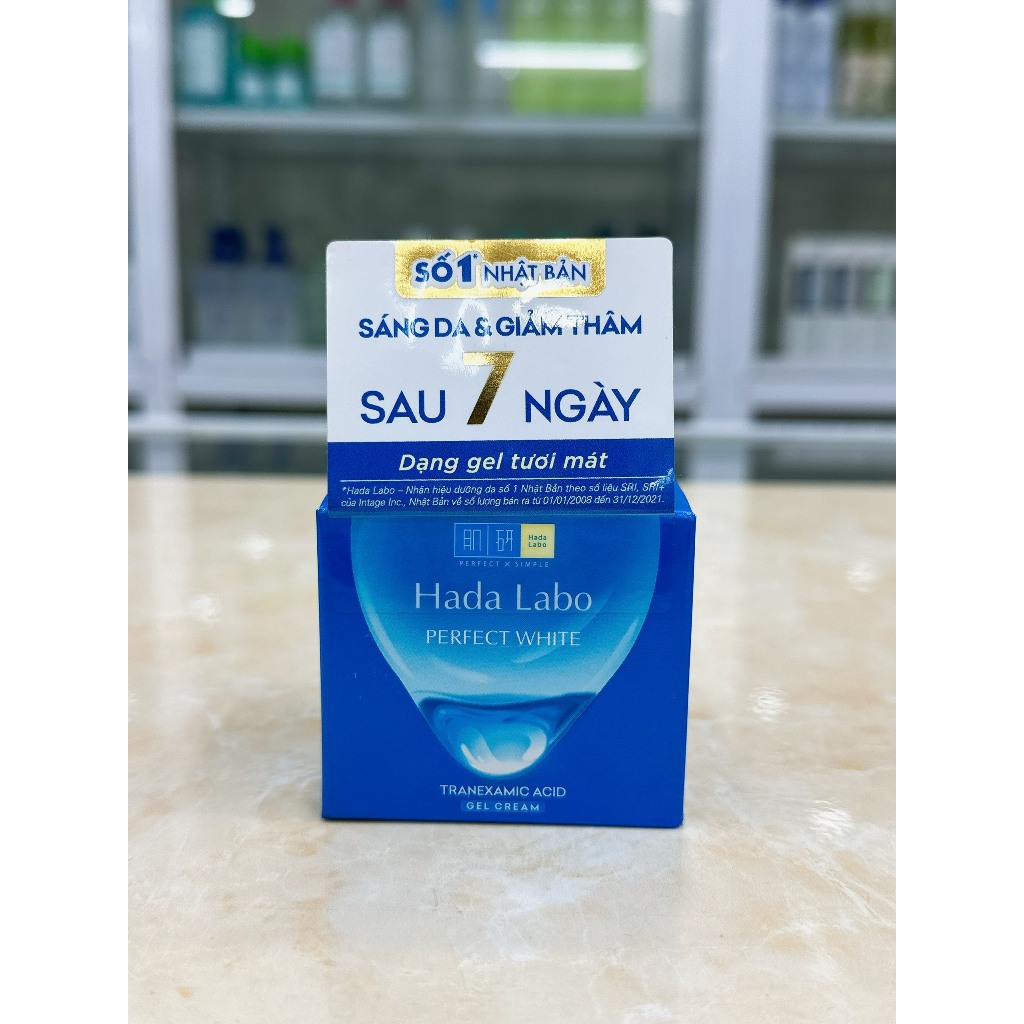 SỐ 1* NHẬT BẢN
SÁNG DA & GIẢM THÂM
SAU 7 NGÀY
Dạng gel tươi mát
*Hada Labo – Nhãn hiệu dưỡng da số 1 Nhật Bản theo số liệu SRI, SRI+
của Intage Inc., Nhật Bản về số lượng bán ra từ 01/01/2008 đến 31/12/2021.
肌 研 Hada Labo
PERFECT X SIMPLE
Hada Labo
PERFECT WHITE
TRANEXAMIC ACID
GEL CREAM